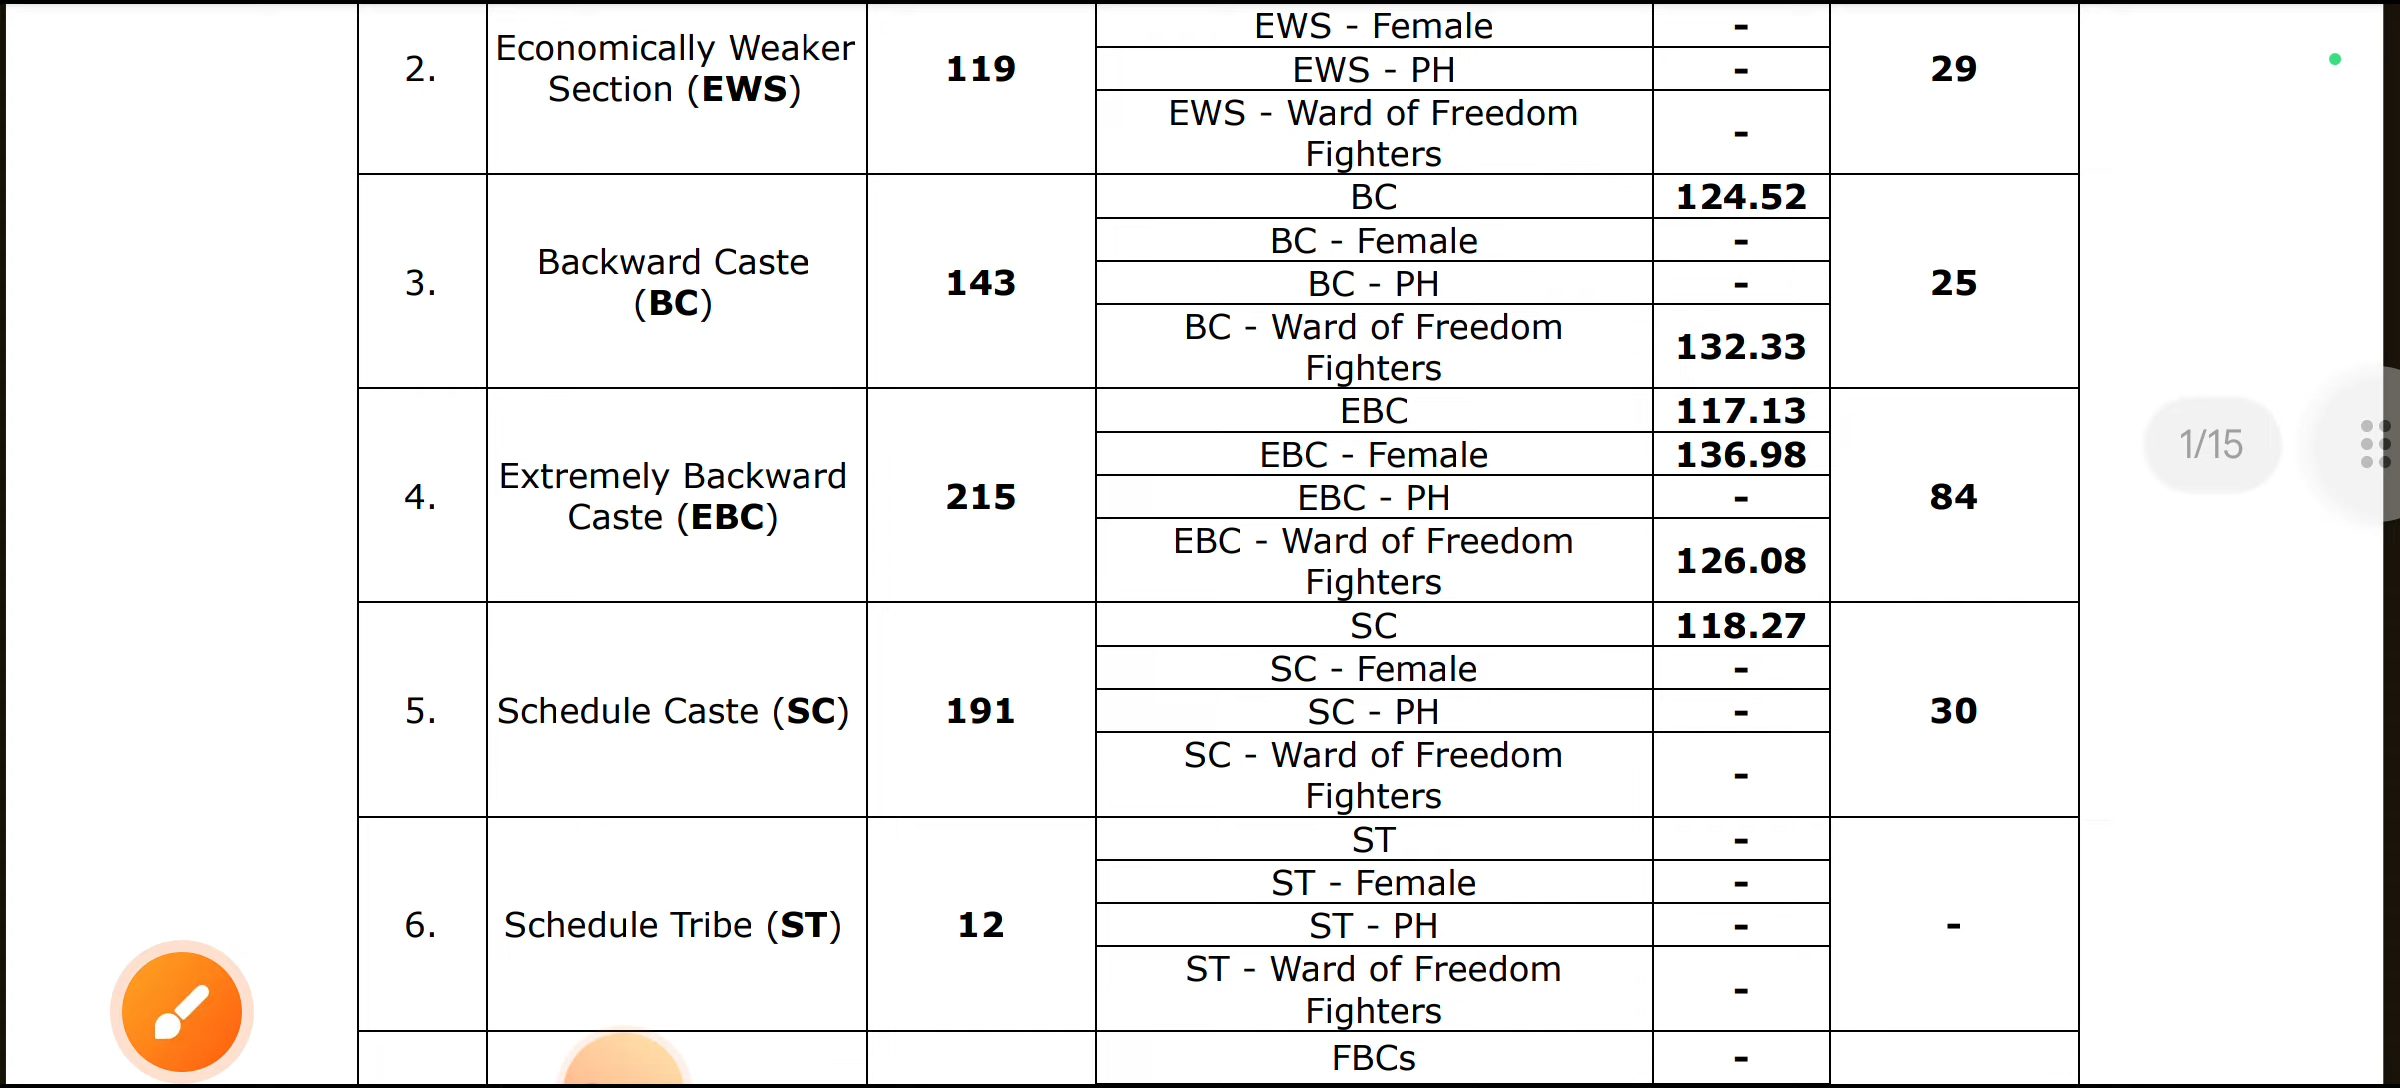 EWS - Female -
2. Economically Weaker Section (EWS) 119 EWS - PH - 29
EWS - Ward of Freedom Fighters -
BC 124.52
BC - Female -
3. Backward Caste (BC) 143 BC - PH - 25
BC - Ward of Freedom Fighters 132.33
EBC 117.13
EBC - Female 136.98
4. Extremely Backward Caste (EBC) 215 EBC - PH - 84
EBC - Ward of Freedom Fighters 126.08
SC 118.27
SC - Female -
5. Schedule Caste (SC) 191 SC - PH - 30
SC - Ward of Freedom Fighters -
ST -
ST - Female -
6. Schedule Tribe (ST) 12 ST - PH - -
ST - Ward of Freedom Fighters -
FBCs -
1/15